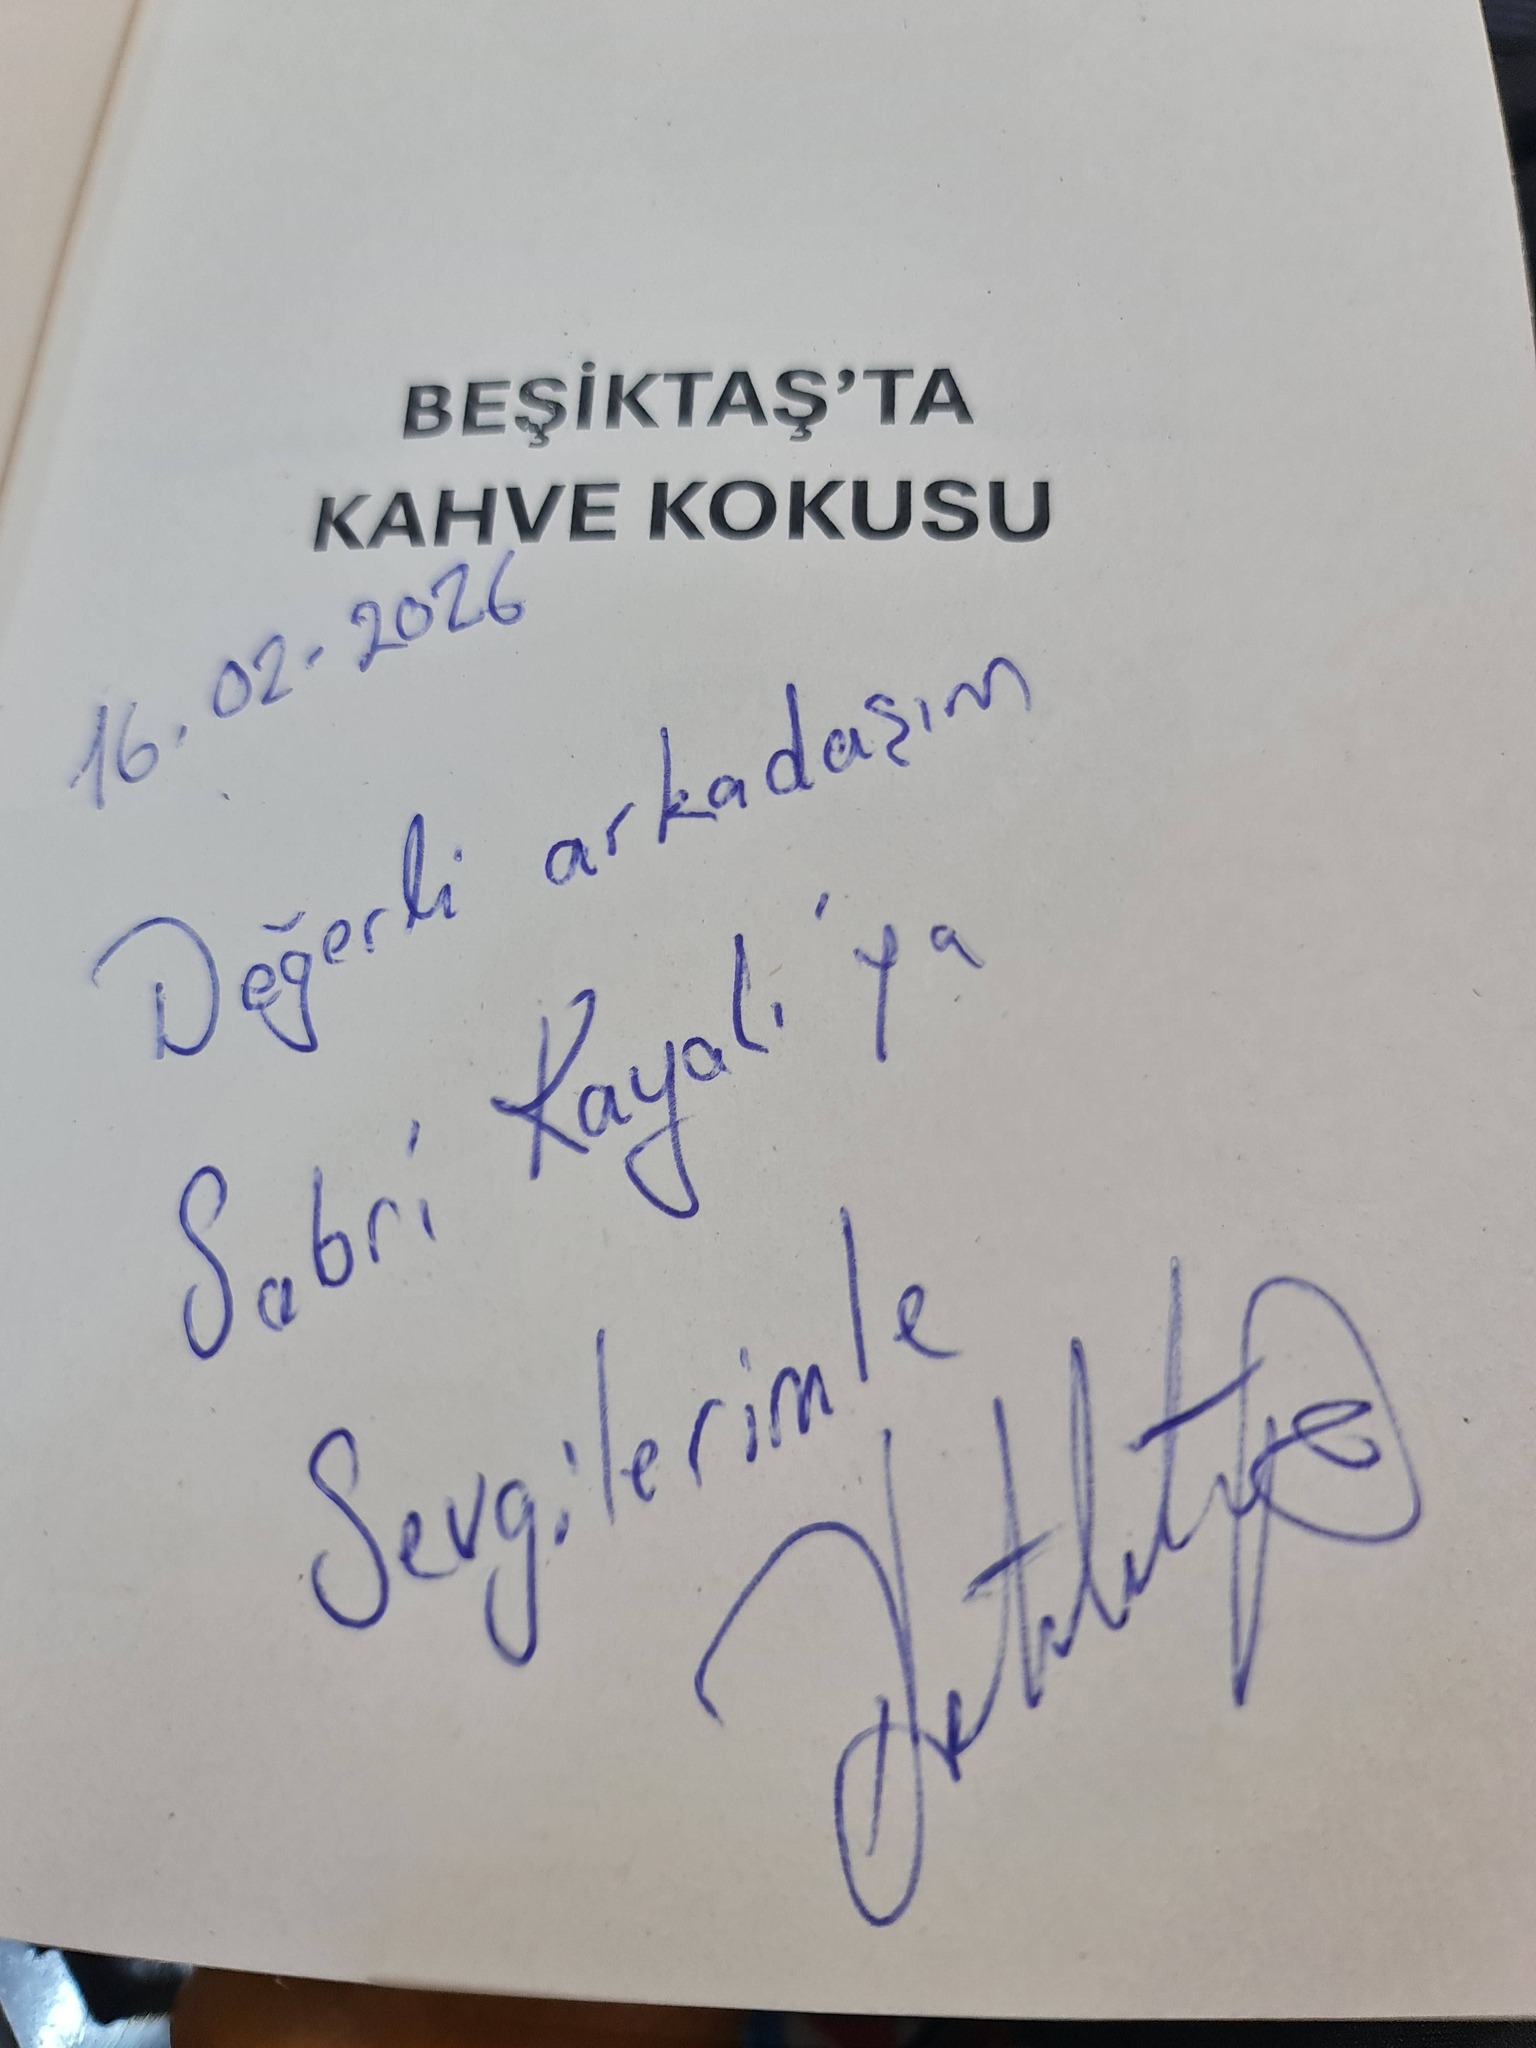 BEŞİKTAŞ'TA
KAHVE KOKUSU
16.02.2026
Değerli arkadaşım
Sabri Kayalı'ya
Sevgilerimle